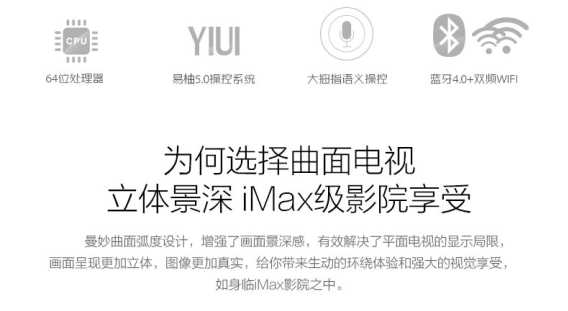 CPU
YIUI
64位处理器
易柚5.0操控系统
大拇指语义操控
蓝牙4.0+双频WIFI
为何选择曲面电视
立体景深 iMax级影院享受
曼妙曲面弧度设计，增强了画面景深感，有效解决了平面电视的显示局限，
画面呈现更加立体，图像更加真实，给你带来生动的环绕体验和强大的视觉享受，
如身临iMax影院之中。